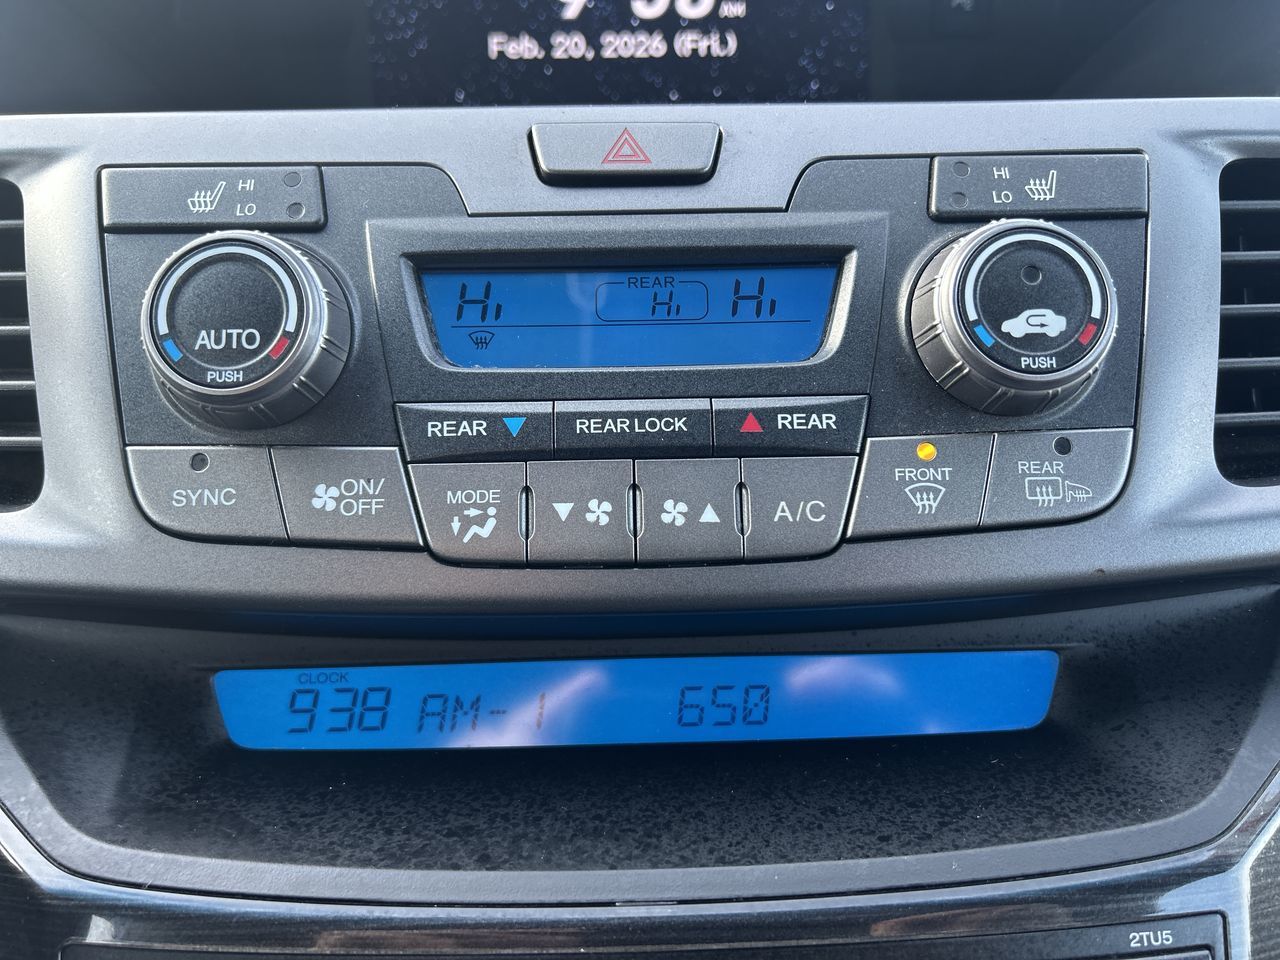 Feb. 20, 2026 (Fri.)
HI
LO
HI
LO
Hi
REAR
Hi
Hi
AUTO
PUSH
PUSH
REAR
REAR LOCK
REAR
SYNC
ON/
OFF
MODE
A/C
FRONT
REAR
CLOCK
938 AM-1 650
2TU5